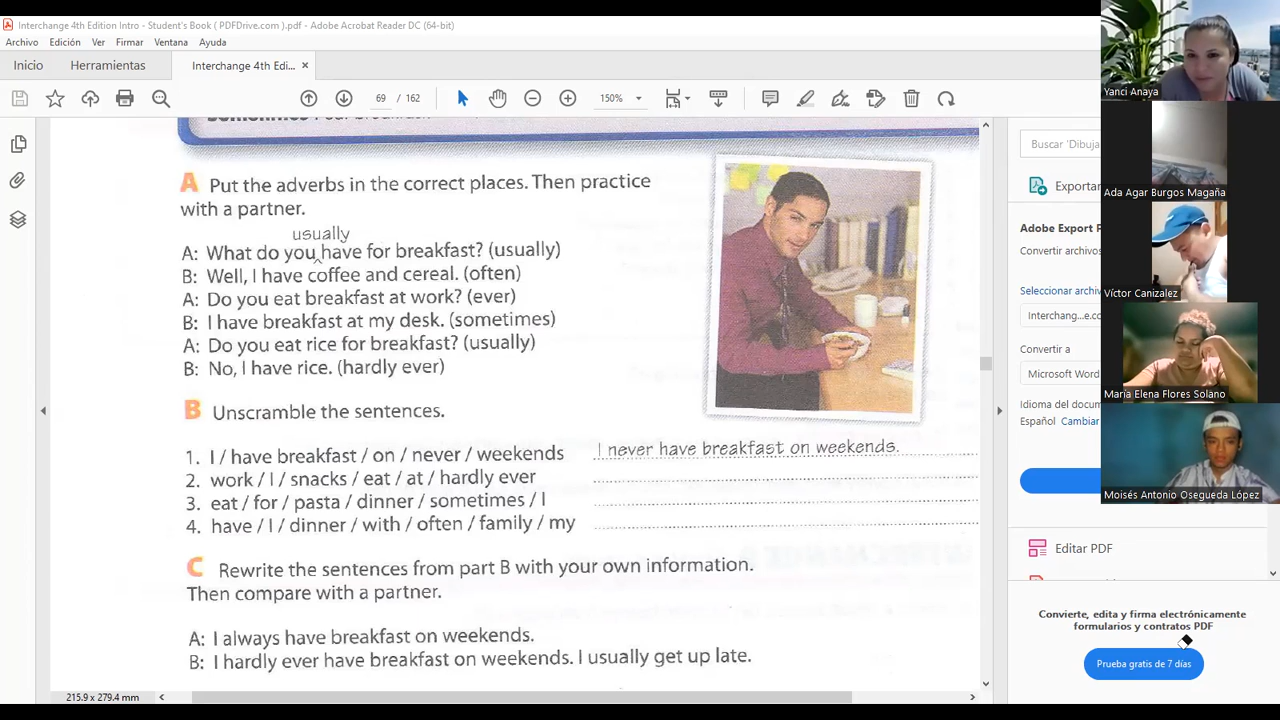 Interchange 4th Edition Intro - Student's Book ( PDFDrive.com ).pdf - Adobe Acrobat Reader DC (64-bit)
Archivo Edición Ver Firmar Ventana Ayuda
Inicio Herramientas Interchange 4th Edi... ×
69 / 162 150%
A Put the adverbs in the correct places. Then practice
with a partner.
usually
A: What do you have for breakfast? (usually)
B: Well, I have coffee and cereal. (often)
A: Do you eat breakfast at work? (ever)
B: I have breakfast at my desk. (sometimes)
A: Do you eat rice for breakfast? (usually)
B: No, I have rice. (hardly ever)
B Unscramble the sentences.
1. I / have breakfast / on / never / weekends I never have breakfast on weekends.
2. work / I / snacks / eat / at / hardly ever
3. eat / for / pasta / dinner / sometimes / I
4. have / I / dinner / with / often / family / my
C Rewrite the sentences from part B with your own information.
Then compare with a partner.
A: I always have breakfast on weekends.
B: I hardly ever have breakfast on weekends. I usually get up late.
215.9 x 279.4 mm
Buscar 'Dibuja
Exportar
Adobe Export P
Convertir archivos
Seleccionar archiv
Interchang...e.co
Convertir a
Microsoft Word
Idioma del docum
Español Cambiar
Editar PDF
Convierte, edita y firma electrónicamente
formularios y contratos PDF
Prueba gratis de 7 días
Yanci Anaya
Ada Agar Burgos Magaña
Víctor Canizalez
María Elena Flores Solano
Moisés Antonio Osegueda López